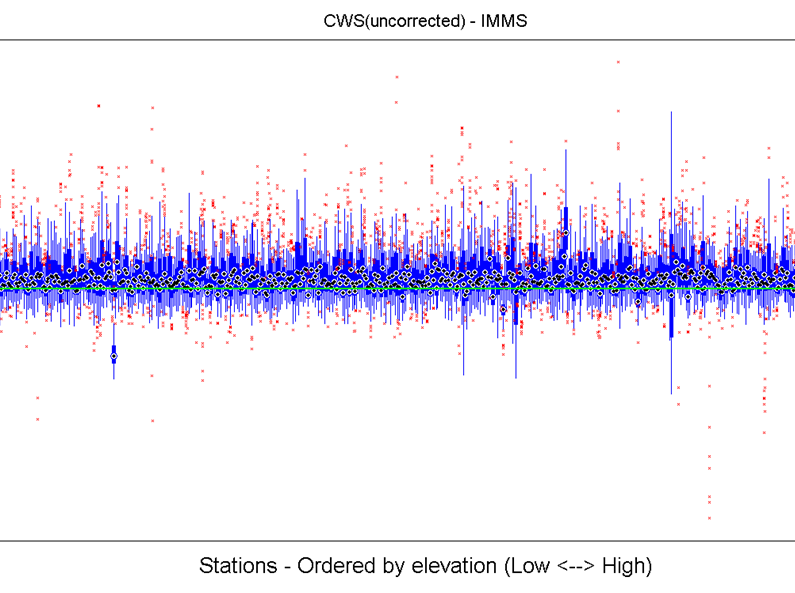 CWS(uncorrected) - IMMS
Stations - Ordered by elevation (Low <--> High)